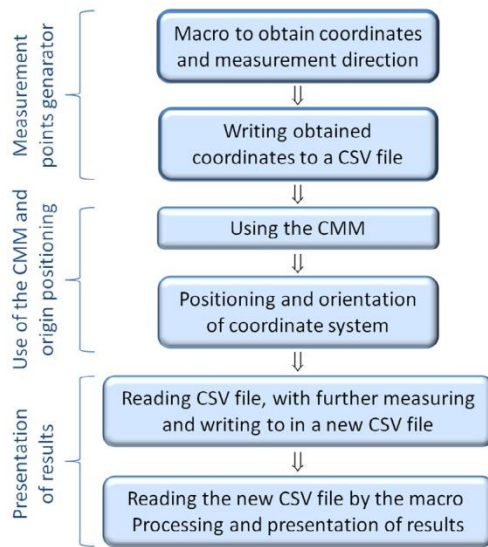 Measurement
points genarator
Macro to obtain coordinates
and measurement direction
Writing obtained
coordinates to a CSV file
Use of the CMM and
origin positioning
Using the CMM
Positioning and orientation
of coordinate system
Presentation
of results
Reading CSV file, with further measuring
and writing to in a new CSV file
Reading the new CSV file by the macro
Processing and presentation of results